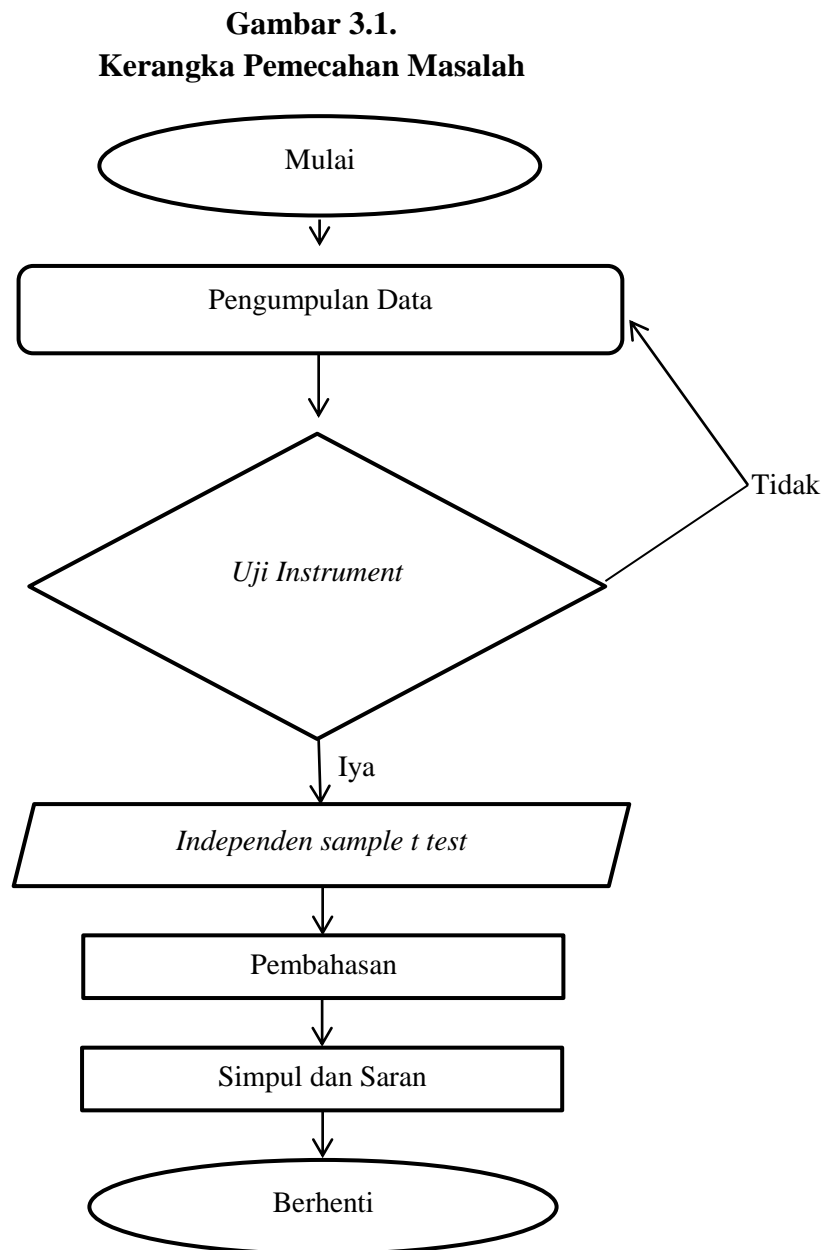 Gambar 3.1.
Kerangka Pemecahan Masalah
Mulai
Pengumpulan Data
Tidak
Uji Instrument
Iya
Independen sample t test
Pembahasan
Simpul dan Saran
Berhenti